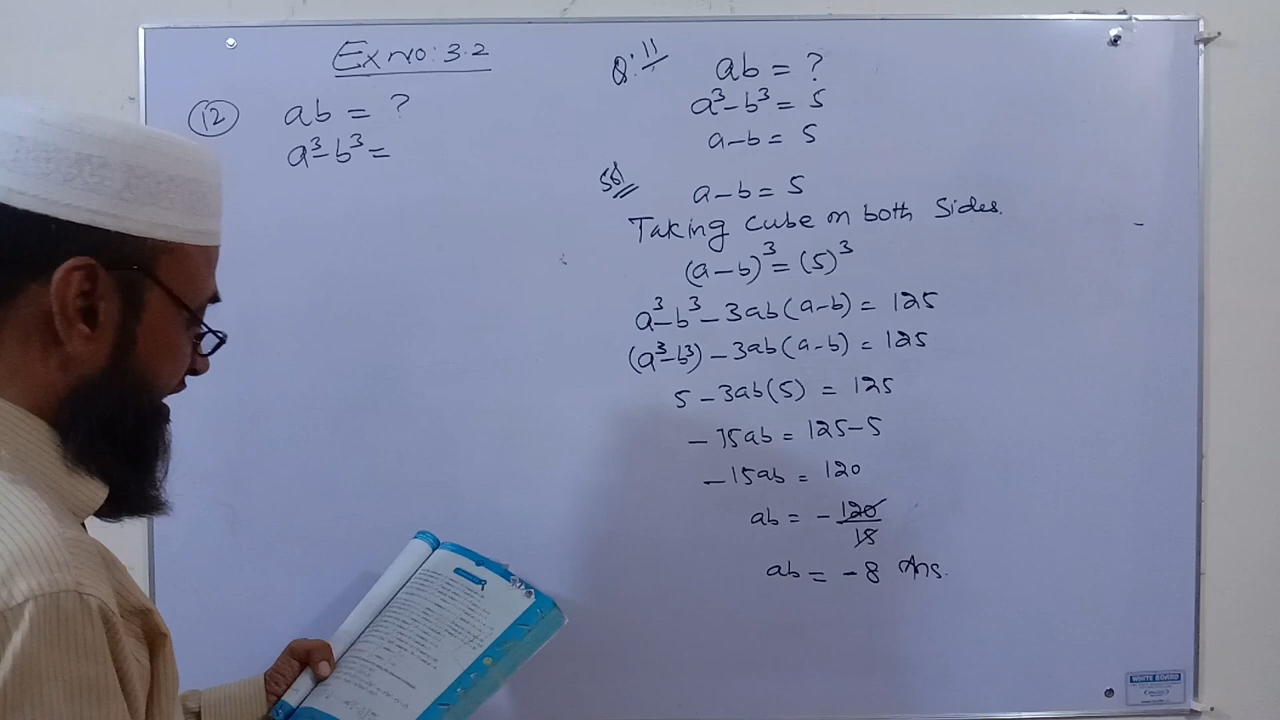 Ex no: 3.2
12 ab = ?
a³-b³ =
Q: 11 ab = ?
a³-b³ = 5
a-b = 5
Sol a-b = 5
Taking cube on both sides.
(a-b)³ = (5)³
a³-b³-3ab(a-b) = 125
(a³-b³)-3ab(a-b) = 125
5-3ab(5) = 125
-15ab = 125-5
-15ab = 120
ab = -120/15
ab = -8 Ans.
WHITE BOARD